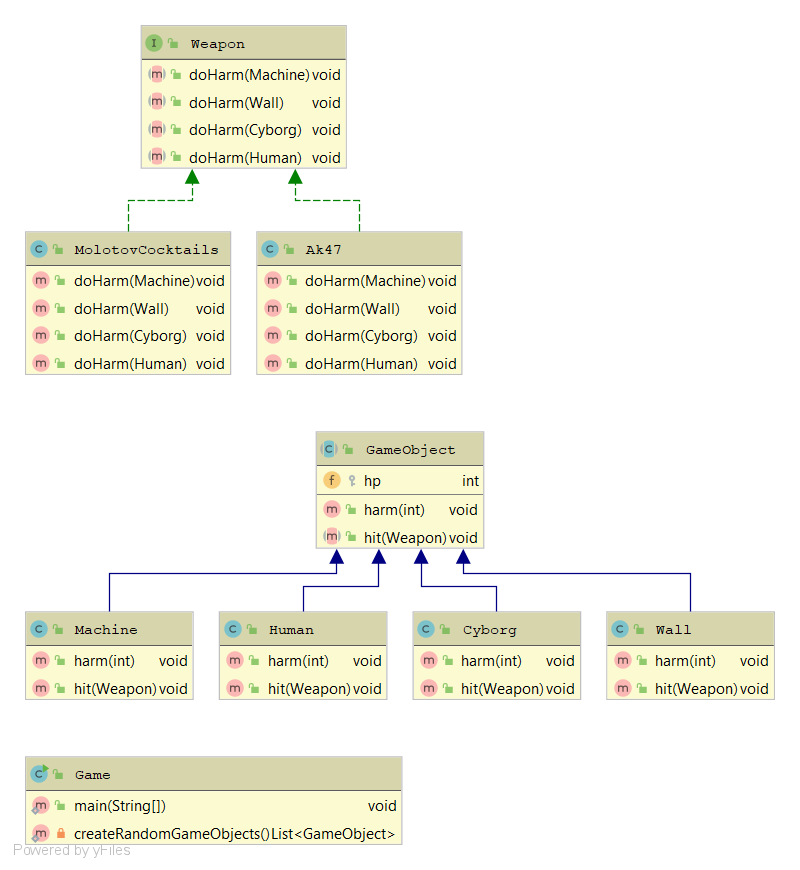 Weapon
doHarm(Machine) void
doHarm(Wall) void
doHarm(Cyborg) void
doHarm(Human) void
MolotovCocktails
doHarm(Machine) void
doHarm(Wall) void
doHarm(Cyborg) void
doHarm(Human) void
Ak47
doHarm(Machine) void
doHarm(Wall) void
doHarm(Cyborg) void
doHarm(Human) void
GameObject
hp int
harm(int) void
hit(Weapon) void
Machine
harm(int) void
hit(Weapon) void
Human
harm(int) void
hit(Weapon) void
Cyborg
harm(int) void
hit(Weapon) void
Wall
harm(int) void
hit(Weapon) void
Game
main(String[]) void
createRandomGameObjects() List<GameObject>
Powered by yFiles